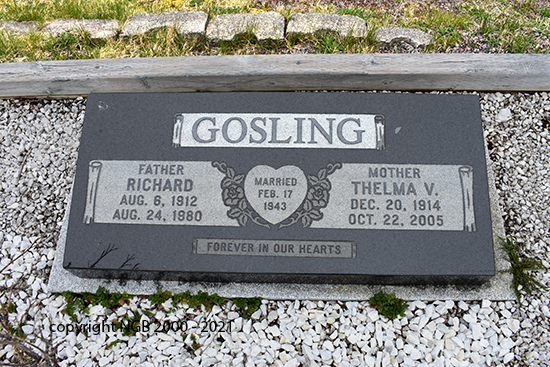 GOSLING
FATHER
RICHARD
AUG. 6, 1912
AUG. 24, 1980
MARRIED
FEB. 17
1943
MOTHER
THELMA V.
DEC. 20, 1914
OCT. 22, 2005
FOREVER IN OUR HEARTS
copyright NGB 2000 - 2021